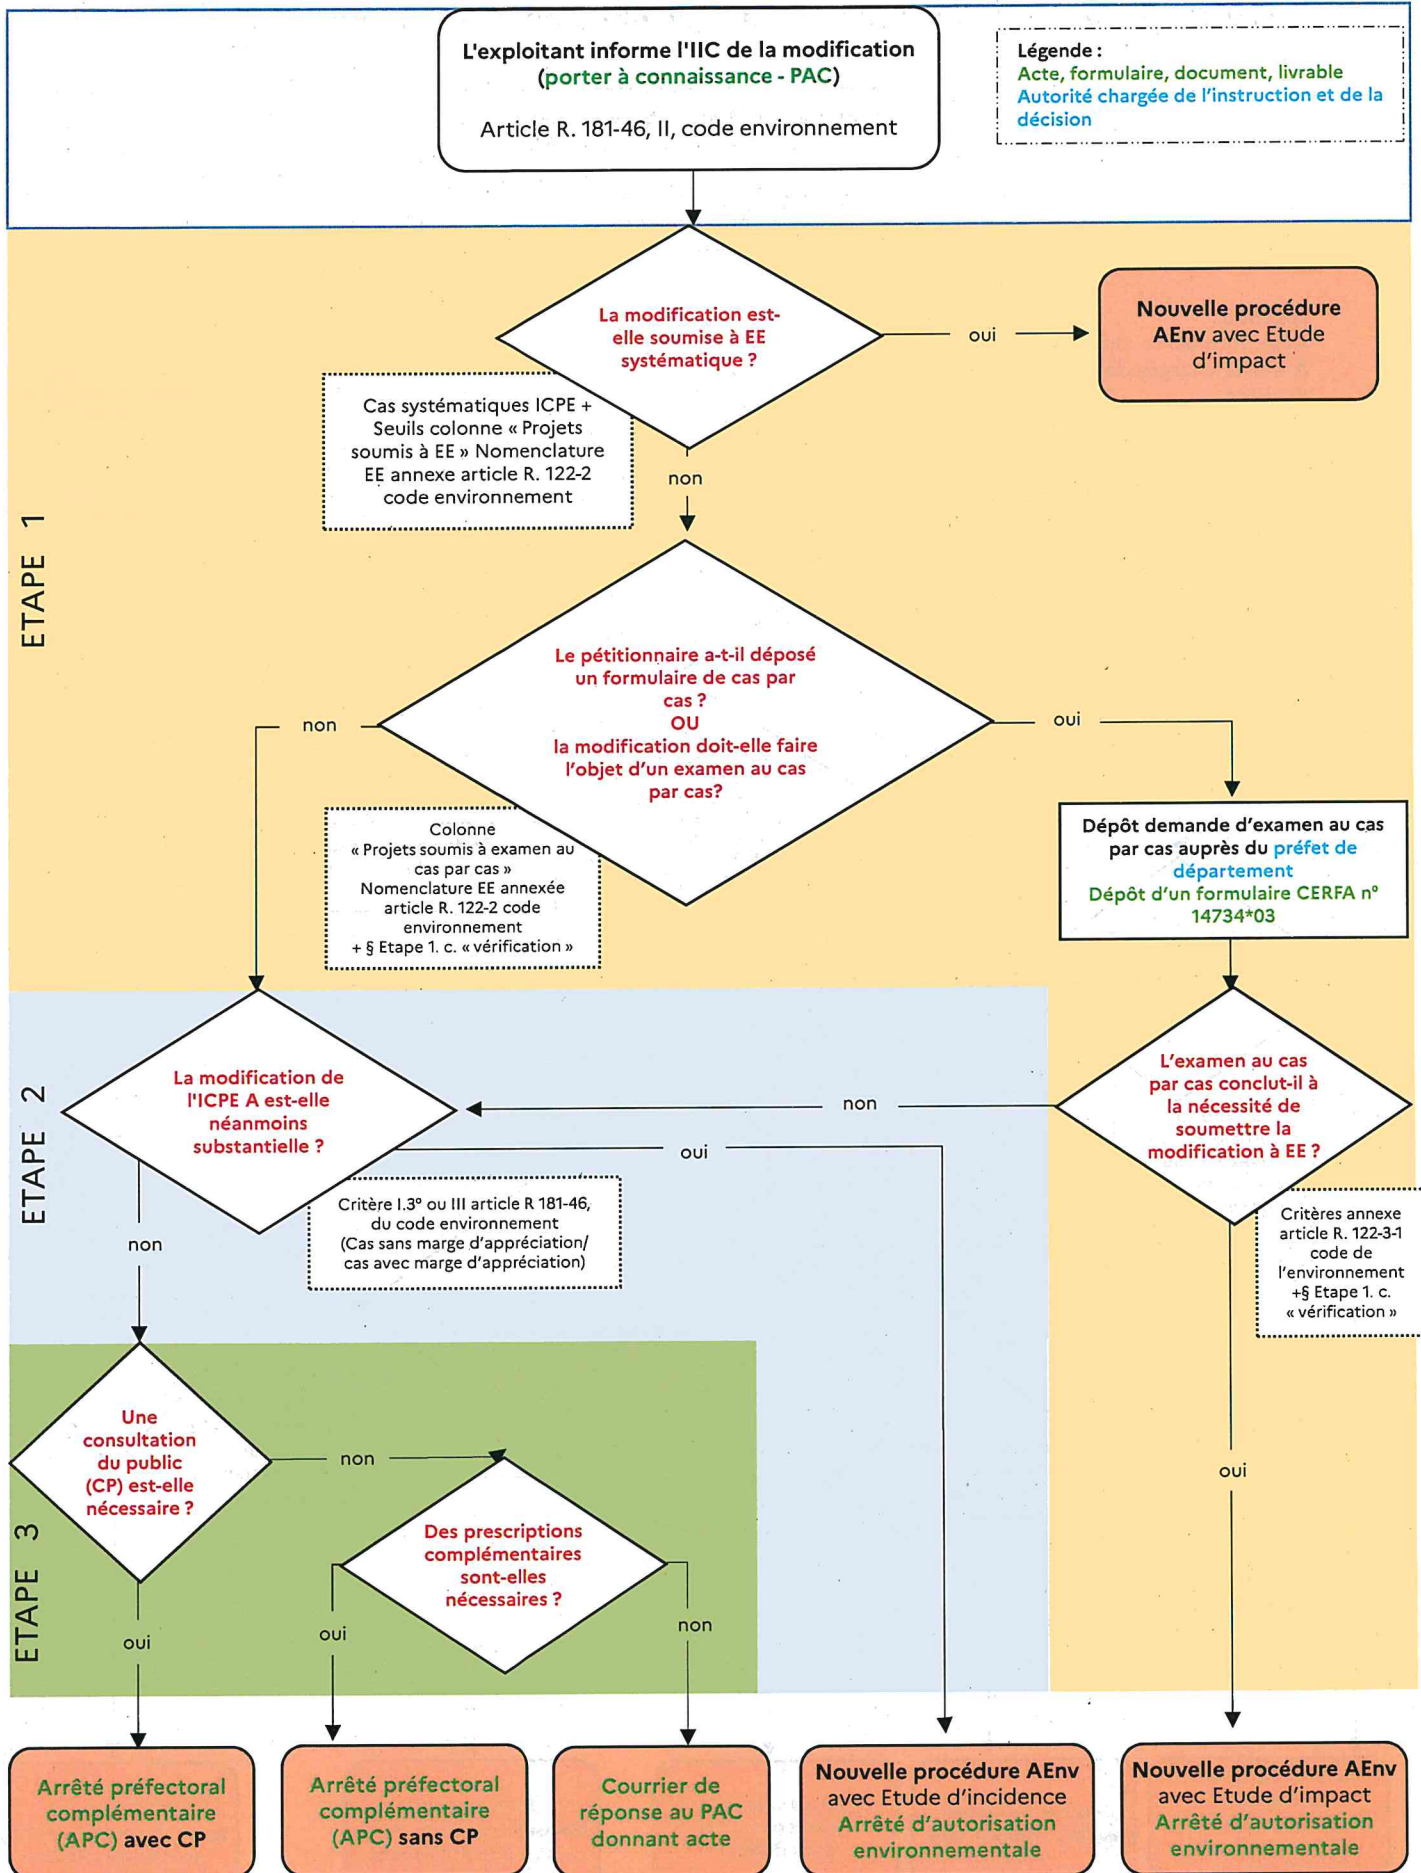 L'exploitant informe l'IIC de la modification
(porter à connaissance - PAC)
Article R. 181-46, II, code environnement
Légende :
Acte, formulaire, document, livrable
Autorité chargée de l'instruction et de la
décision
ETAPE 1
La modification est-
elle soumise à EE
systématique ?
oui
Nouvelle procédure
AEnv avec Etude
d'impact
Cas systématiques ICPE +
Seuils colonne « Projets
soumis à EE » Nomenclature
EE annexe article R. 122-2
code environnement
non
Le pétitionnaire a-t-il déposé
un formulaire de cas par
cas ?
OU
la modification doit-elle faire
l'objet d'un examen au cas
par cas?
non
oui
Colonne
« Projets soumis à examen au
cas par cas »
Nomenclature EE annexée
article R. 122-2 code
environnement
+ § Etape 1. c. « vérification »
Dépôt demande d'examen au cas
par cas auprès du préfet de
département
Dépôt d'un formulaire CERFA n°
14734*03
ETAPE 2
La modification de
l'ICPE A est-elle
néanmoins
substantielle ?
non
L'examen au cas
par cas conclut-il à
la nécessité de
soumettre la
modification à EE ?
oui
Critère I.3° ou III article R 181-46,
du code environnement
(Cas sans marge d'appréciation/
cas avec marge d'appréciation)
non
Critères annexe
article R. 122-3-1
code de
l'environnement
+§ Etape 1. c.
« vérification »
ETAPE 3
Une
consultation
du public
(CP) est-elle
nécessaire ?
non
oui
Des prescriptions
complémentaires
sont-elles
nécessaires ?
oui
oui
non
Arrêté préfectoral
complémentaire
(APC) avec CP
Arrêté préfectoral
complémentaire
(APC) sans CP
Courrier de
réponse au PAC
donnant acte
Nouvelle procédure AEnv
avec Etude d'incidence
Arrêté d'autorisation
environnementale
Nouvelle procédure AEnv
avec Etude d'impact
Arrêté d'autorisation
environnementale